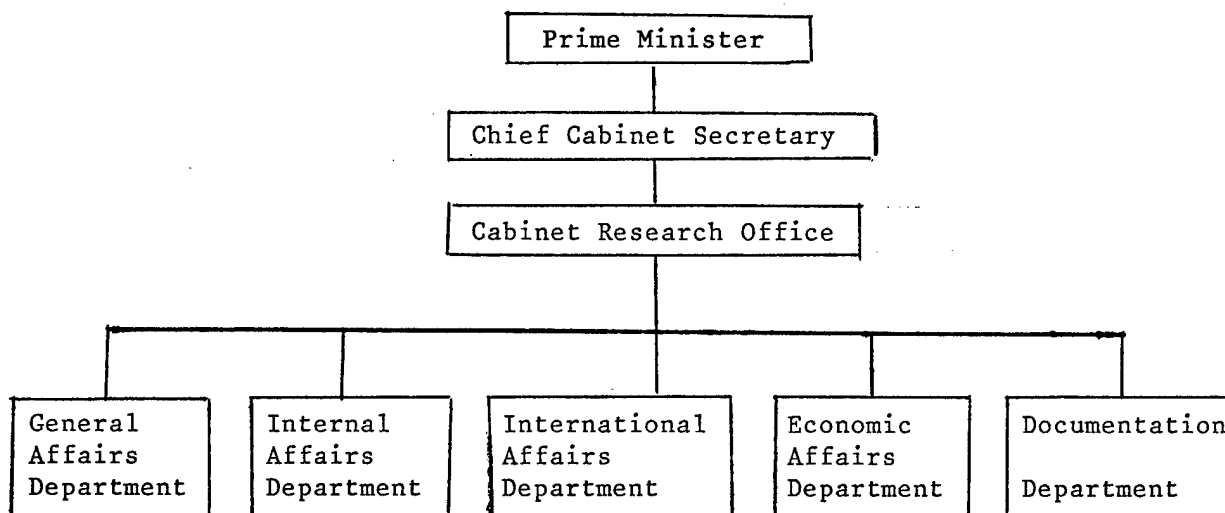 Prime Minister
Chief Cabinet Secretary
Cabinet Research Office
General
Affairs
Department
Internal
Affairs
Department
International
Affairs
Department
Economic
Affairs
Department
Documentation
Department